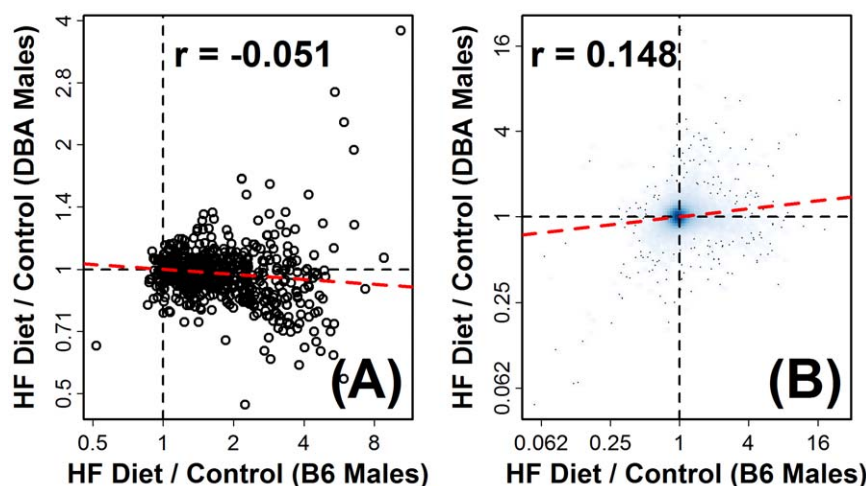 r = -0.051
4
2.8
2
1.4
1
0.71
0.5
HF Diet / Control (DBA Males)
(A)
0.5 1 2 4 8
HF Diet / Control (B6 Males)
r = 0.148
16
4
1
0.25
0.062
HF Diet / Control (DBA Males)
(B)
0.062 0.25 1 4 16
HF Diet / Control (B6 Males)